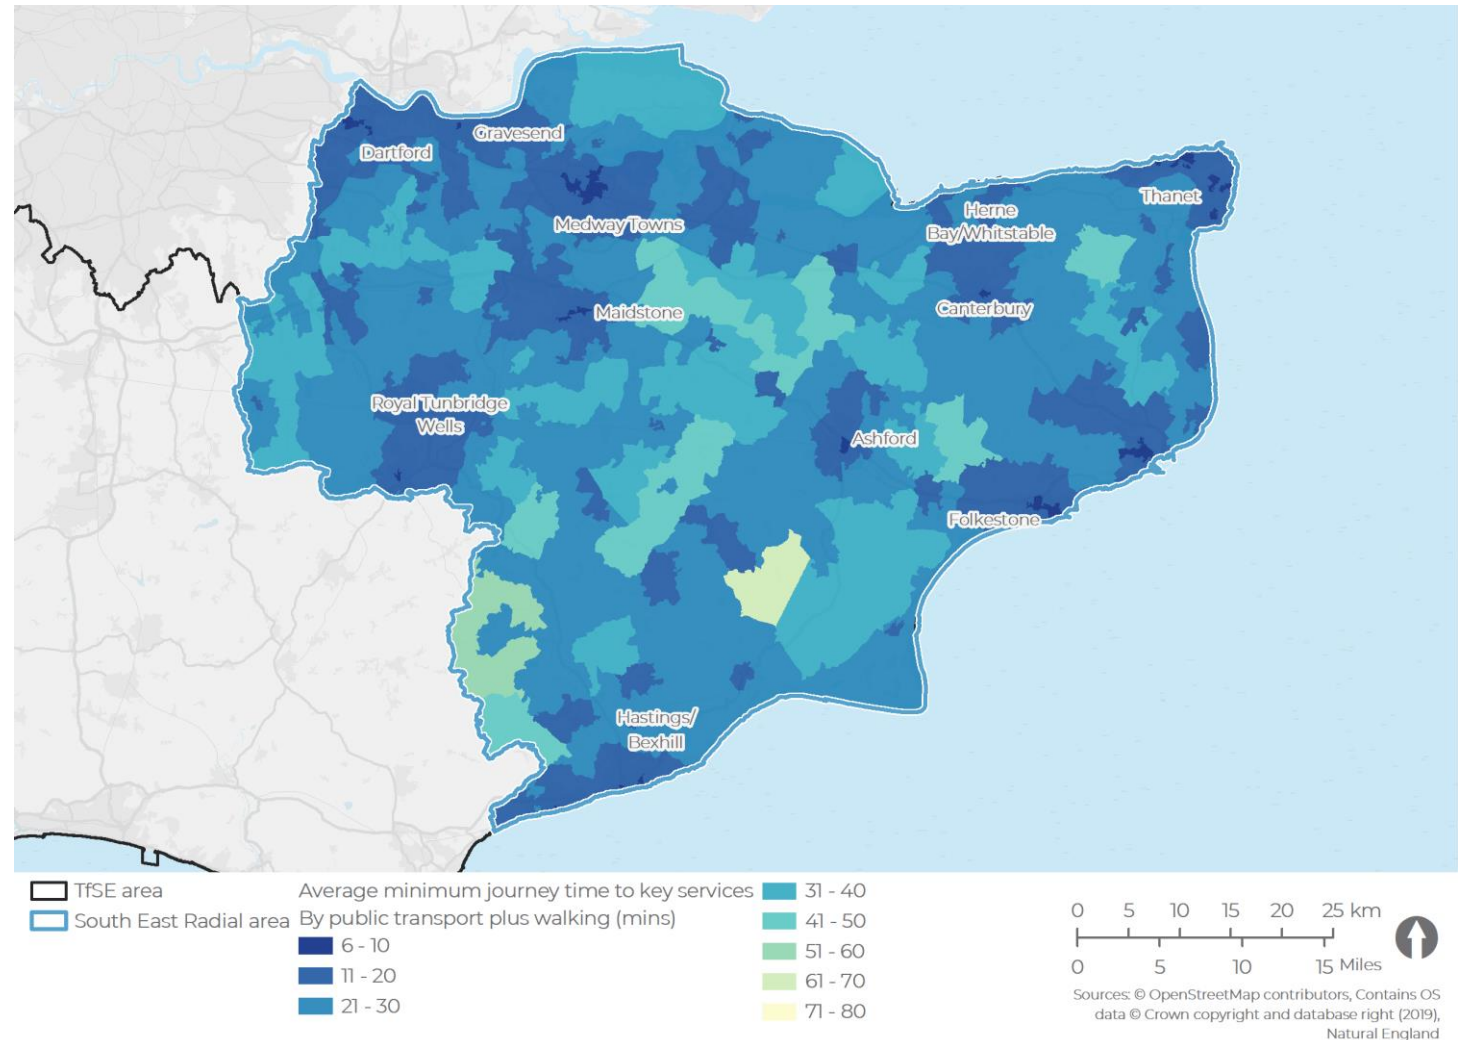 Gravesend
Dartford
Medway Towns
Herne
Bay/Whitstable
Thanet
Maidstone
Canterbury
Royal Tunbridge
Wells
Ashford
Folkestone
Hastings/
Bexhill
TfSE area
South East Radial area
Average minimum journey time to key services
By public transport plus walking (mins)
6 - 10
11 - 20
21 - 30
31 - 40
41 - 50
51 - 60
61 - 70
71 - 80
0 5 10 15 20 25 km
0 5 10 15 Miles
Sources: © OpenStreetMap contributors, Contains OS
data © Crown copyright and database right (2019),
Natural England